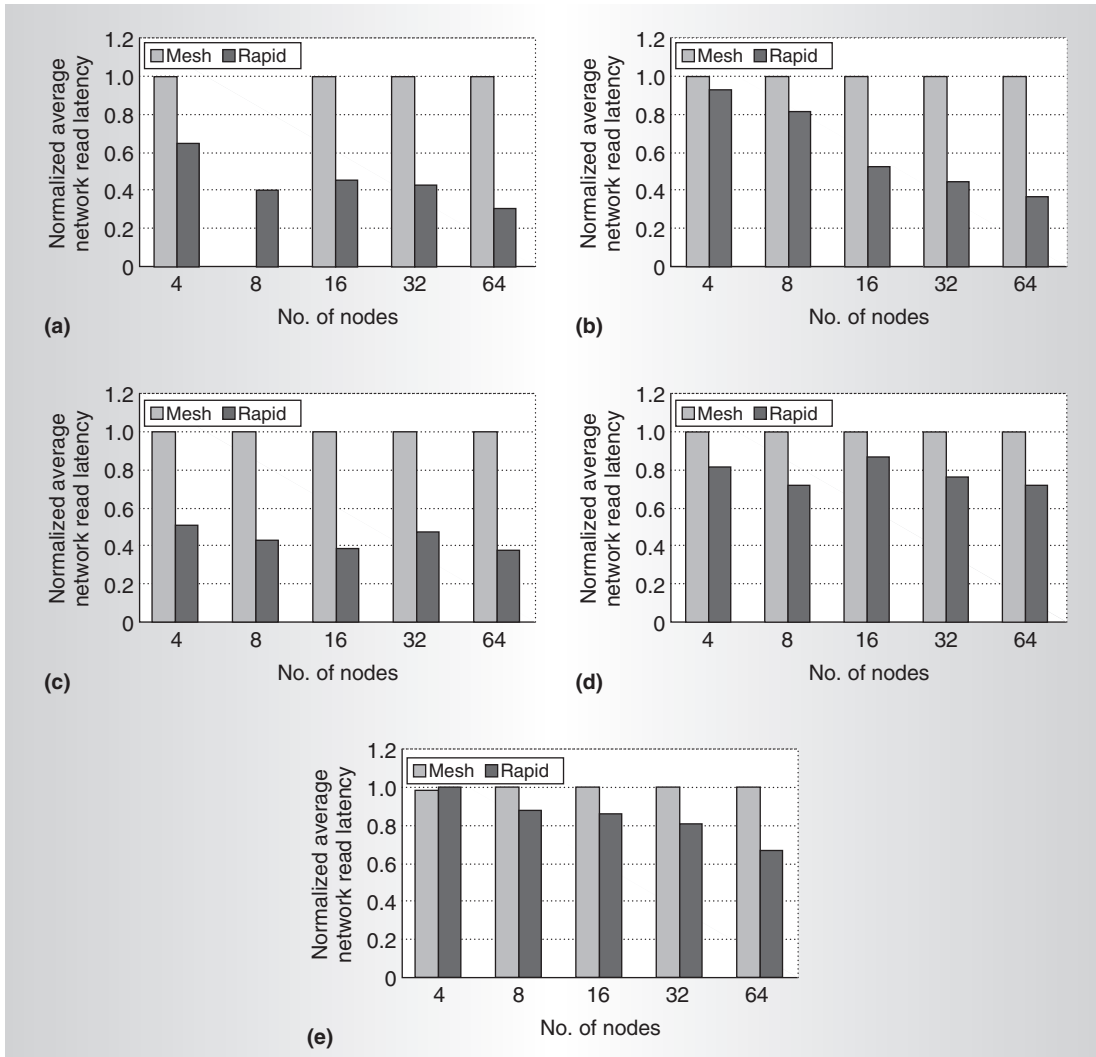 Normalized average
network read latency
1.2
1.0
0.8
0.6
0.4
0.2
0
Mesh Rapid
4 8 16 32 64
No. of nodes
(a)
Normalized average
network read latency
1.2
1.0
0.8
0.6
0.4
0.2
0
Mesh Rapid
4 8 16 32 64
No. of nodes
(b)
Normalized average
network read latency
1.2
1.0
0.8
0.6
0.4
0.2
0
Mesh Rapid
4 8 16 32 64
No. of nodes
(c)
Normalized average
network read latency
1.2
1.0
0.8
0.6
0.4
0.2
0
Mesh Rapid
4 8 16 32 64
No. of nodes
(d)
Normalized average
network read latency
1.2
1.0
0.8
0.6
0.4
0.2
0
Mesh Rapid
4 8 16 32 64
No. of nodes
(e)